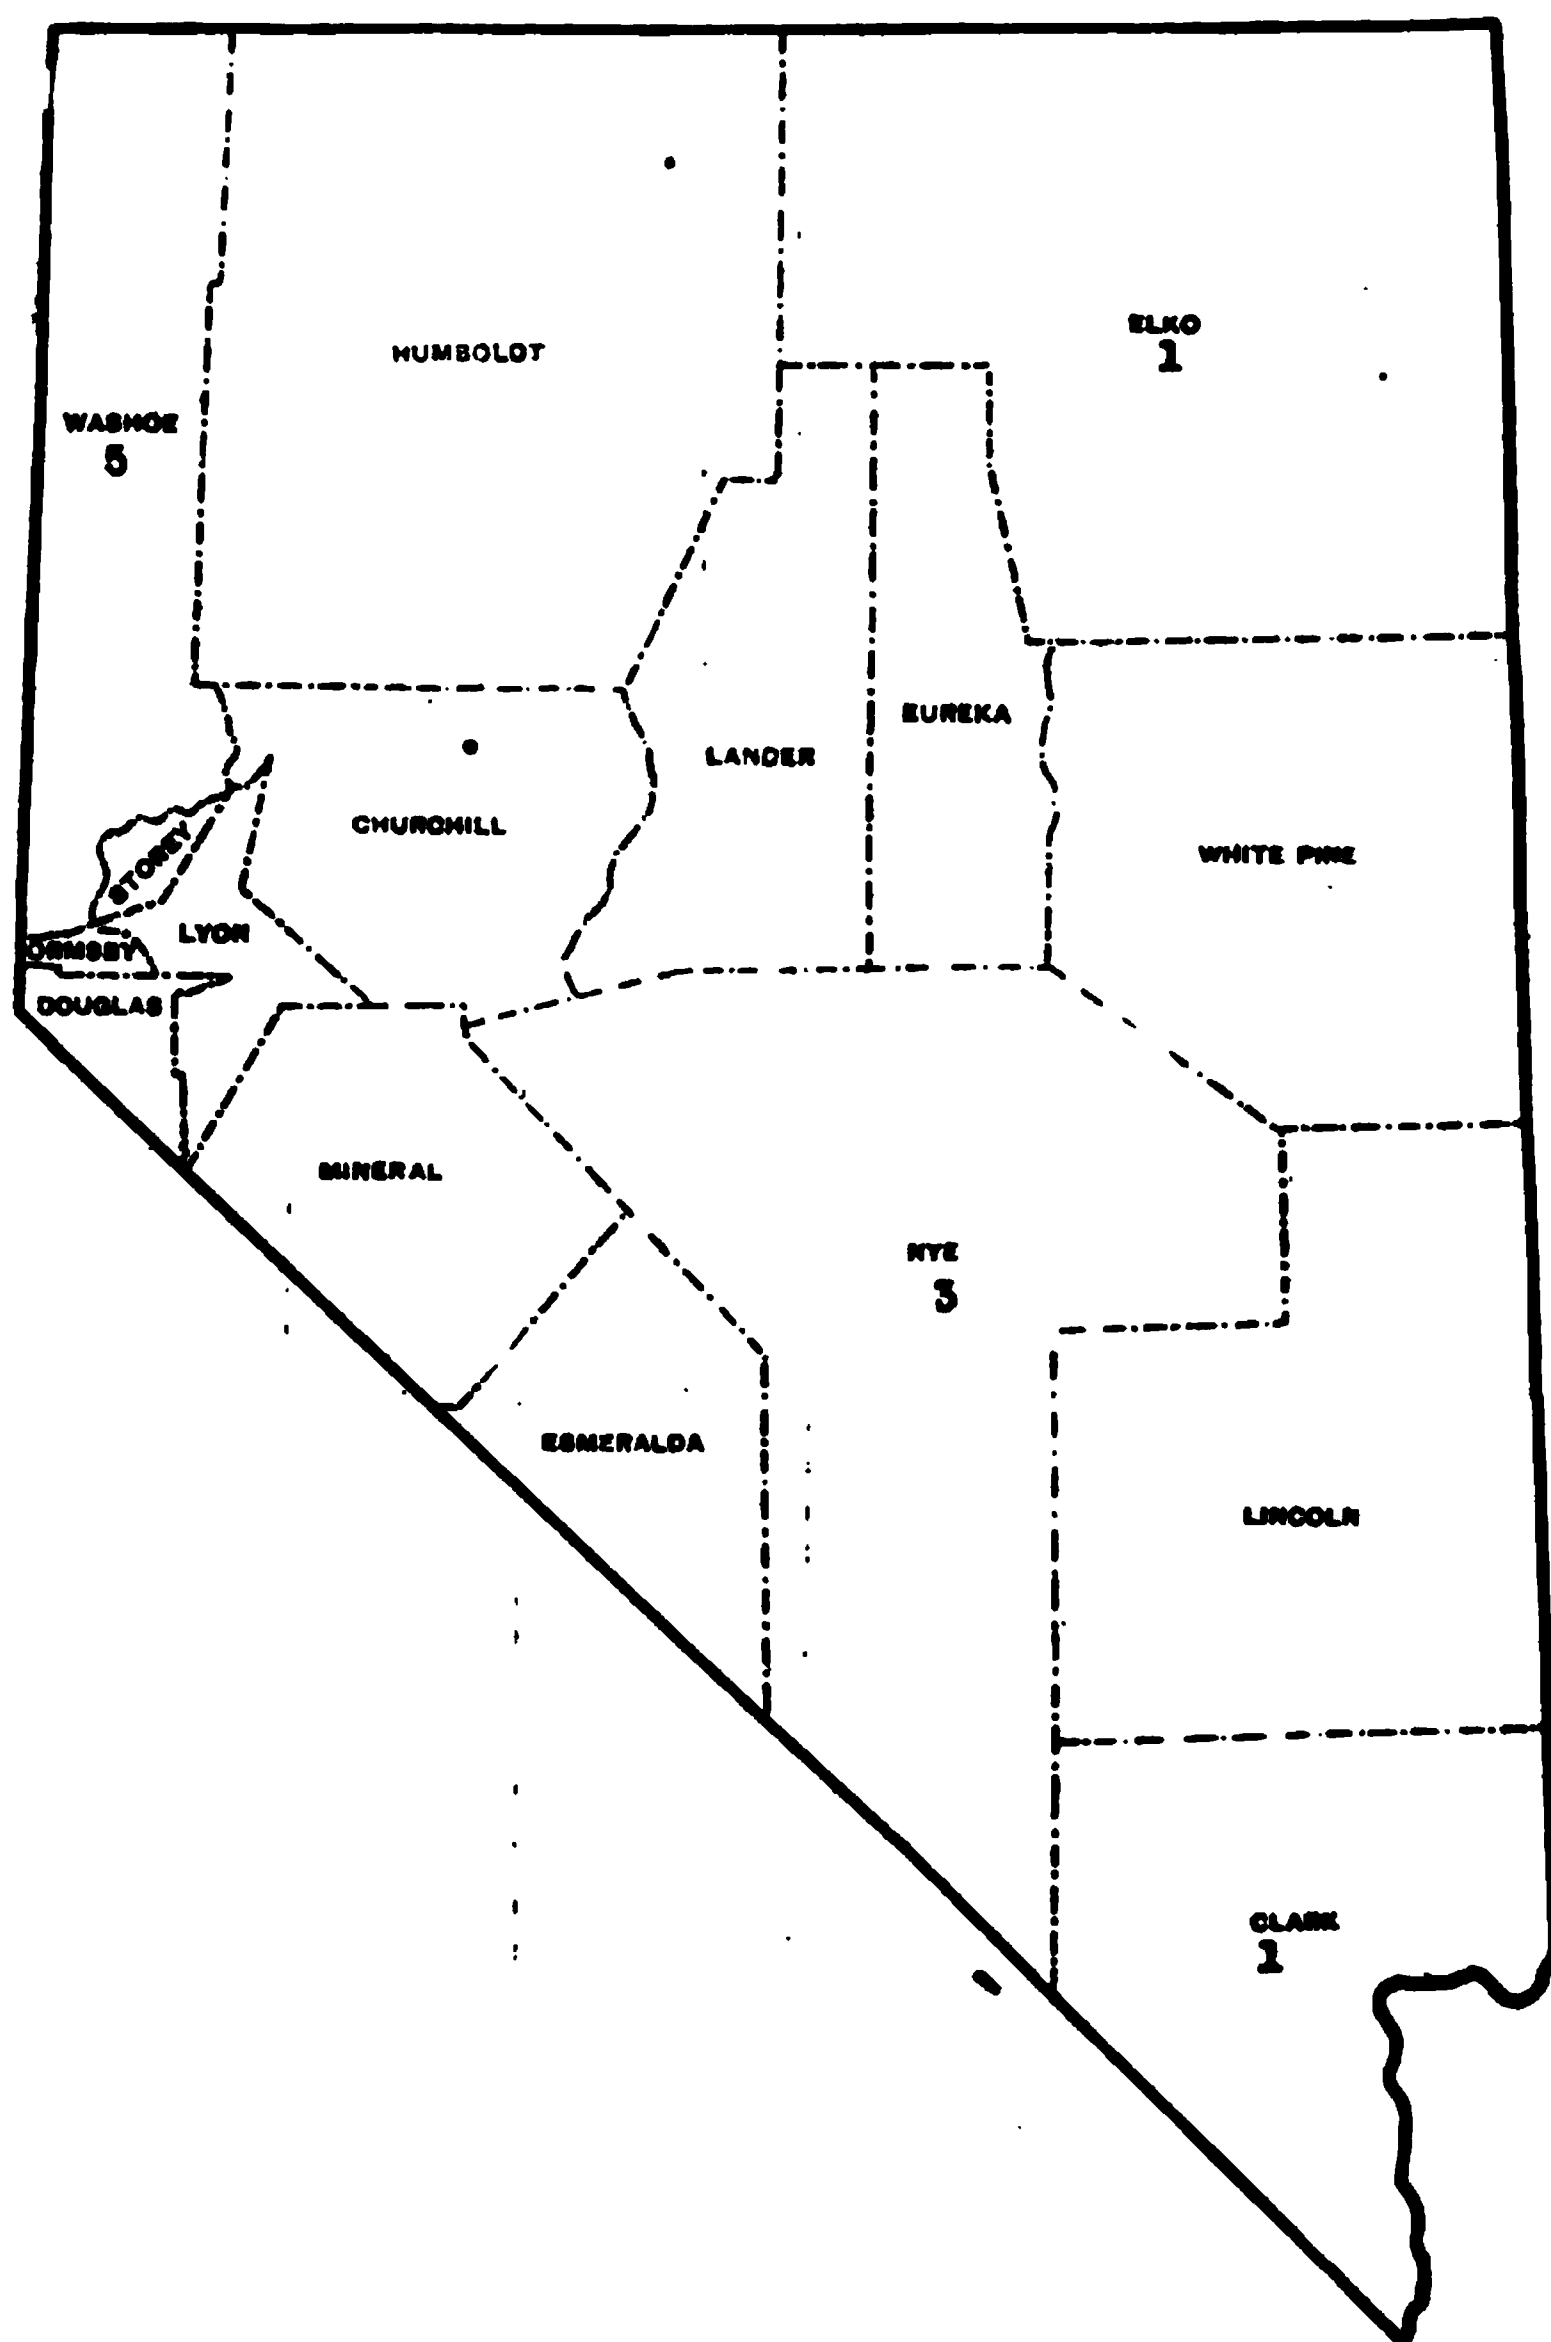 ELKO
1
HUMBOLDT
WASHOE
5
EUREKA
LANDER
CHURCHILL
WHITE PINE
STOREY
LYON
ORMSBY
DOUGLAS
MINERAL
NYE
3
ESMERALDA
LINCOLN
CLARK
1